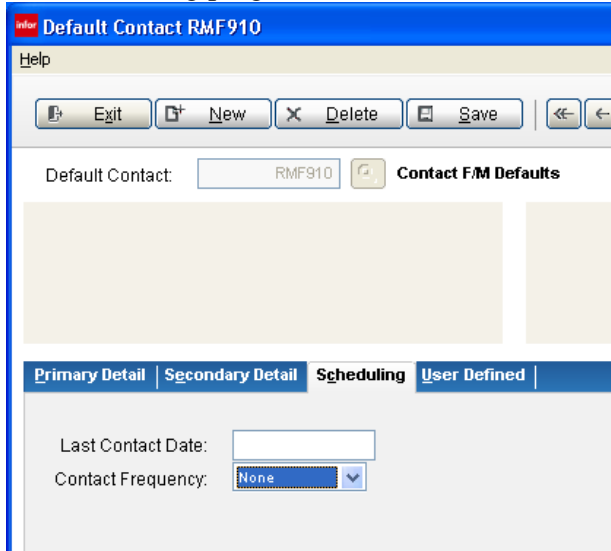 infor Default Contact RMF910
Help
Exit New Delete Save
Default Contact: RMF910 Contact F/M Defaults
Primary Detail Secondary Detail Scheduling User Defined
Last Contact Date:
Contact Frequency: None